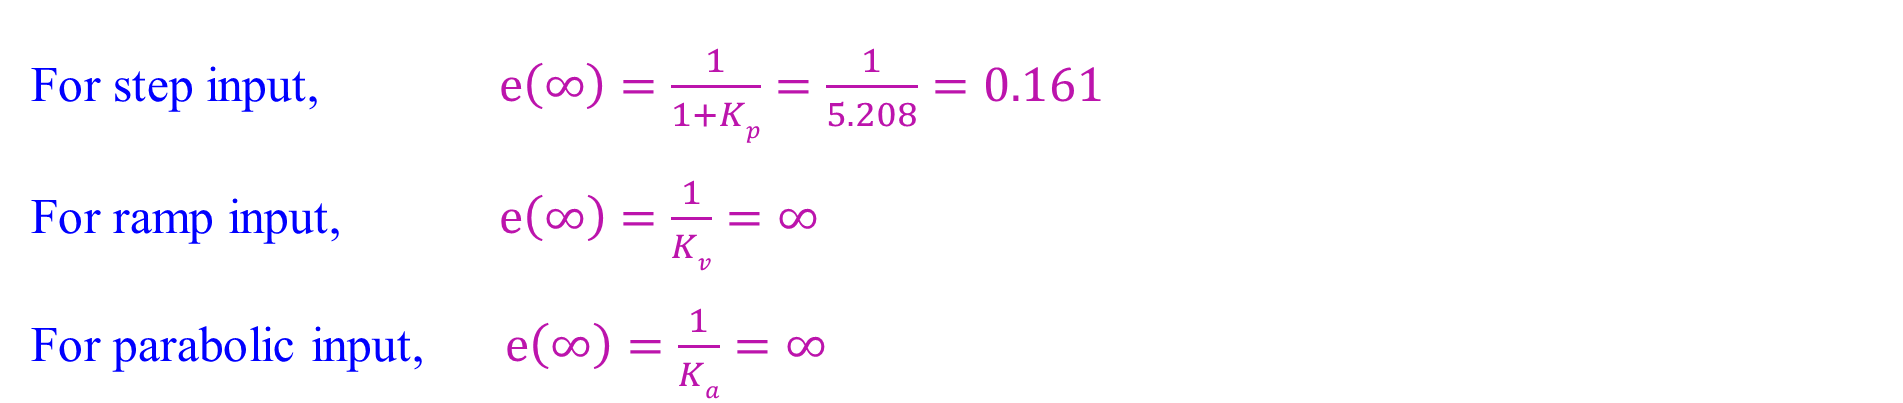 For step input, e(∞) = 1/(1+K_p) = 1/5.208 = 0.161
For ramp input, e(∞) = 1/K_v = ∞
For parabolic input, e(∞) = 1/K_a = ∞